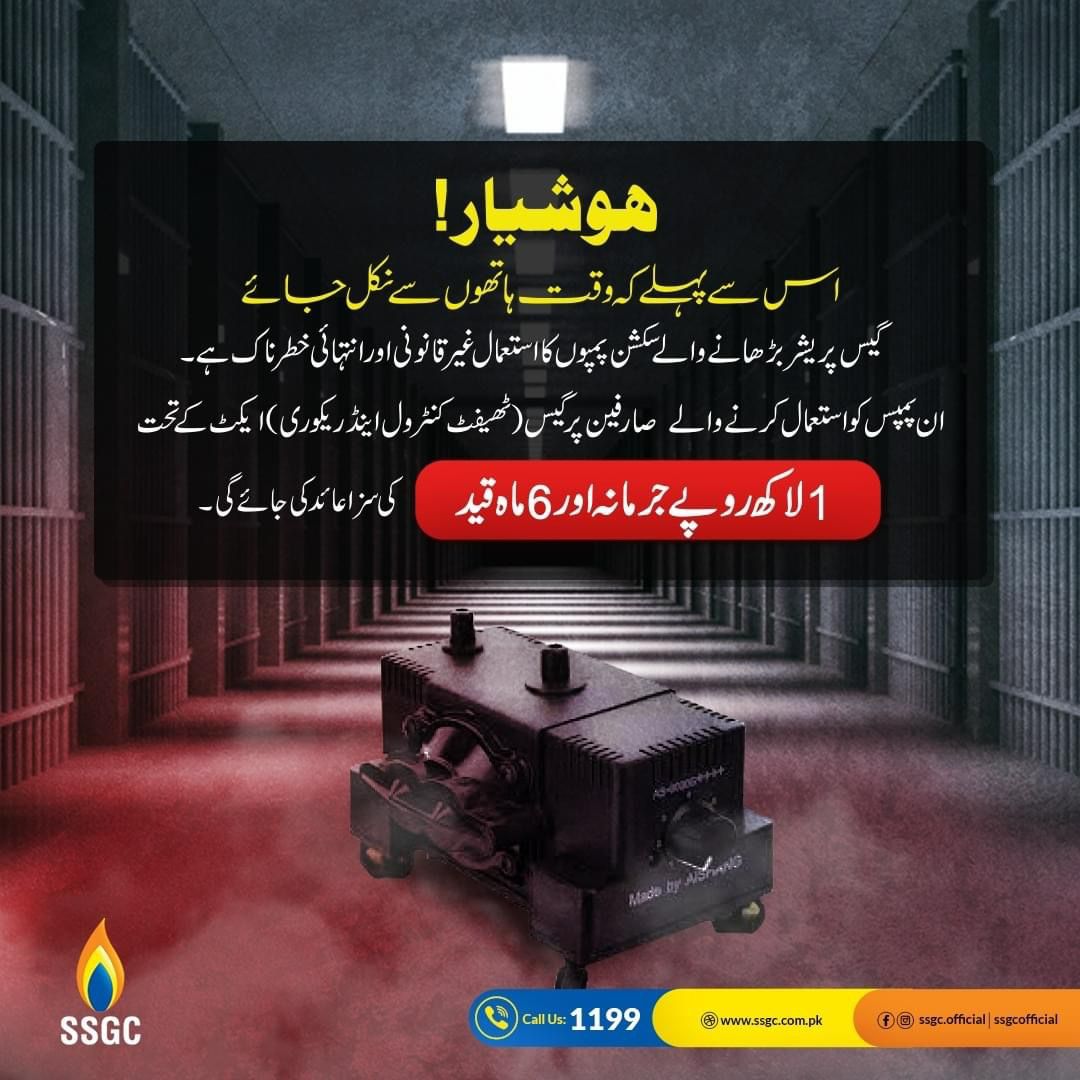 هوشیار!
اس سے پہلے کہ وقت ہاتھوں سے نکل جائے
گیس پریشر بڑھانے والے سکشن پمپوں کا استعمال غیر قانونی اور انتہائی خطرناک ہے۔
ان پمپس کو استعمال کرنے والے صارفین پر گیس (ٹھیفٹ کنٹرول اینڈ ریکوری) ایکٹ کے تحت
1 لاکھ روپے جرمانہ اور 6 ماہ قید کی سزا عائد کی جائے گی۔
Made by AISHANG
SSGC
Call Us: 1199
www.ssgc.com.pk
ssgc.official | ssgcofficial